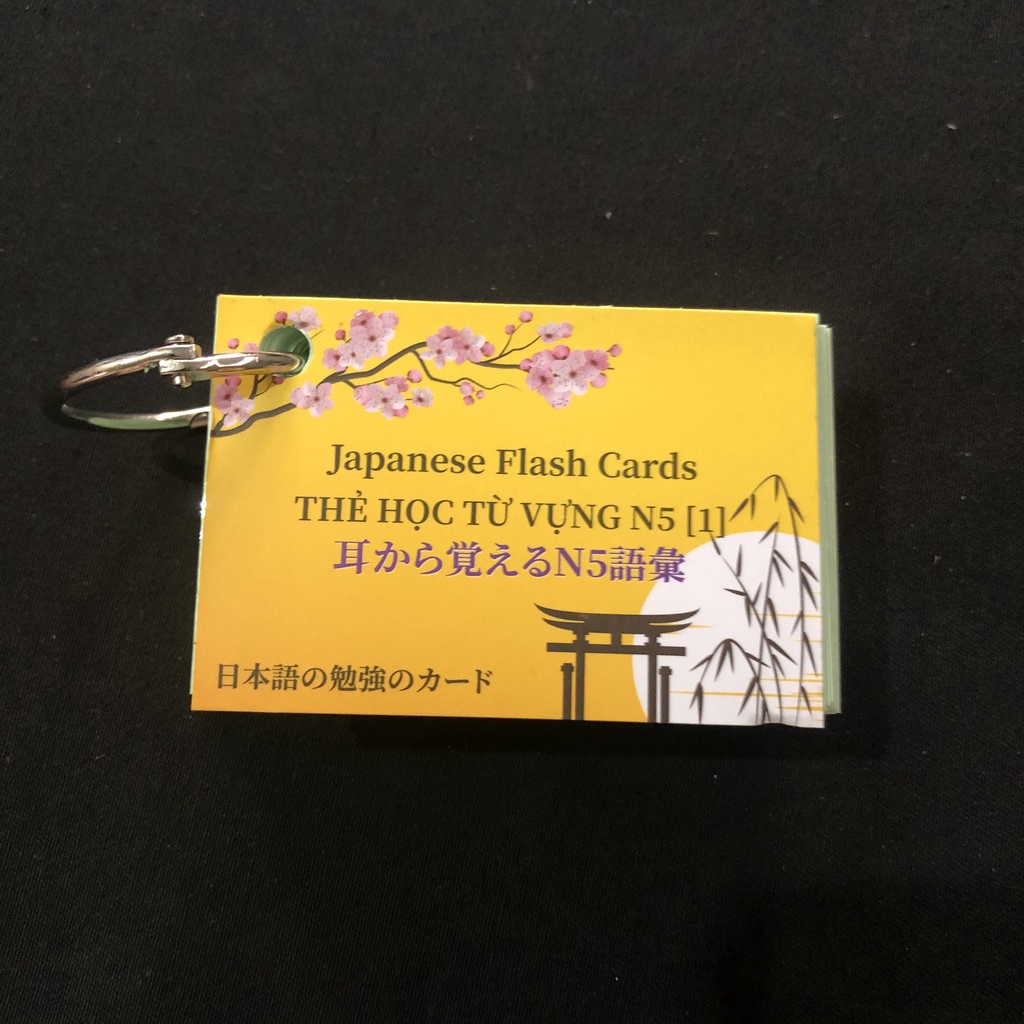 Japanese Flash Cards
THẺ HỌC TỪ VỰNG N5 [1]
耳から覚えるN5語彙
日本語の勉強のカード